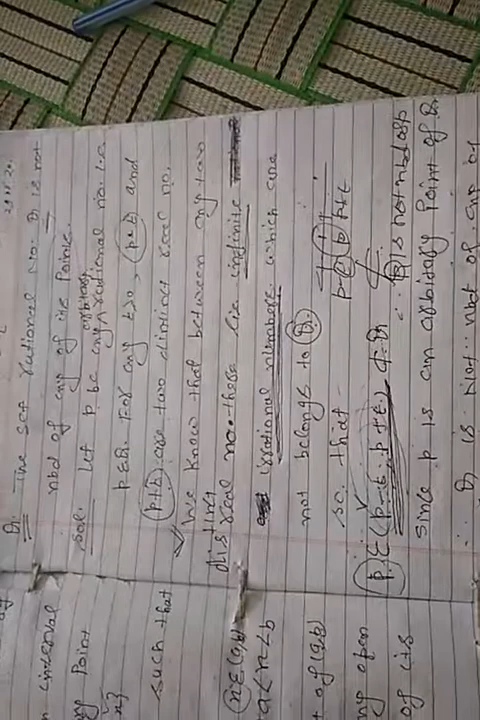 Q: The set rational no. Q is not
nbd of any of its points.
Sol. Let p be any arbitrary rational no. i.e
p∈Q. For any ε>0, (p-ε) and
(p+ε) are two distinct real no.
We know that between any two
distinct real no. there lie infinite
irrational numbers which are
not belongs to Q.
so that
p-ε p p+ε
p∈(p-ε, p+ε) ⊄ Q ∴ Q is not nbd of p
Since p is an arbitrary point of Q
∴ Q is Not nbd of any of
interval
any point
such that
n∈(a,b)
a<n<b
of (a,b)
any open
of its